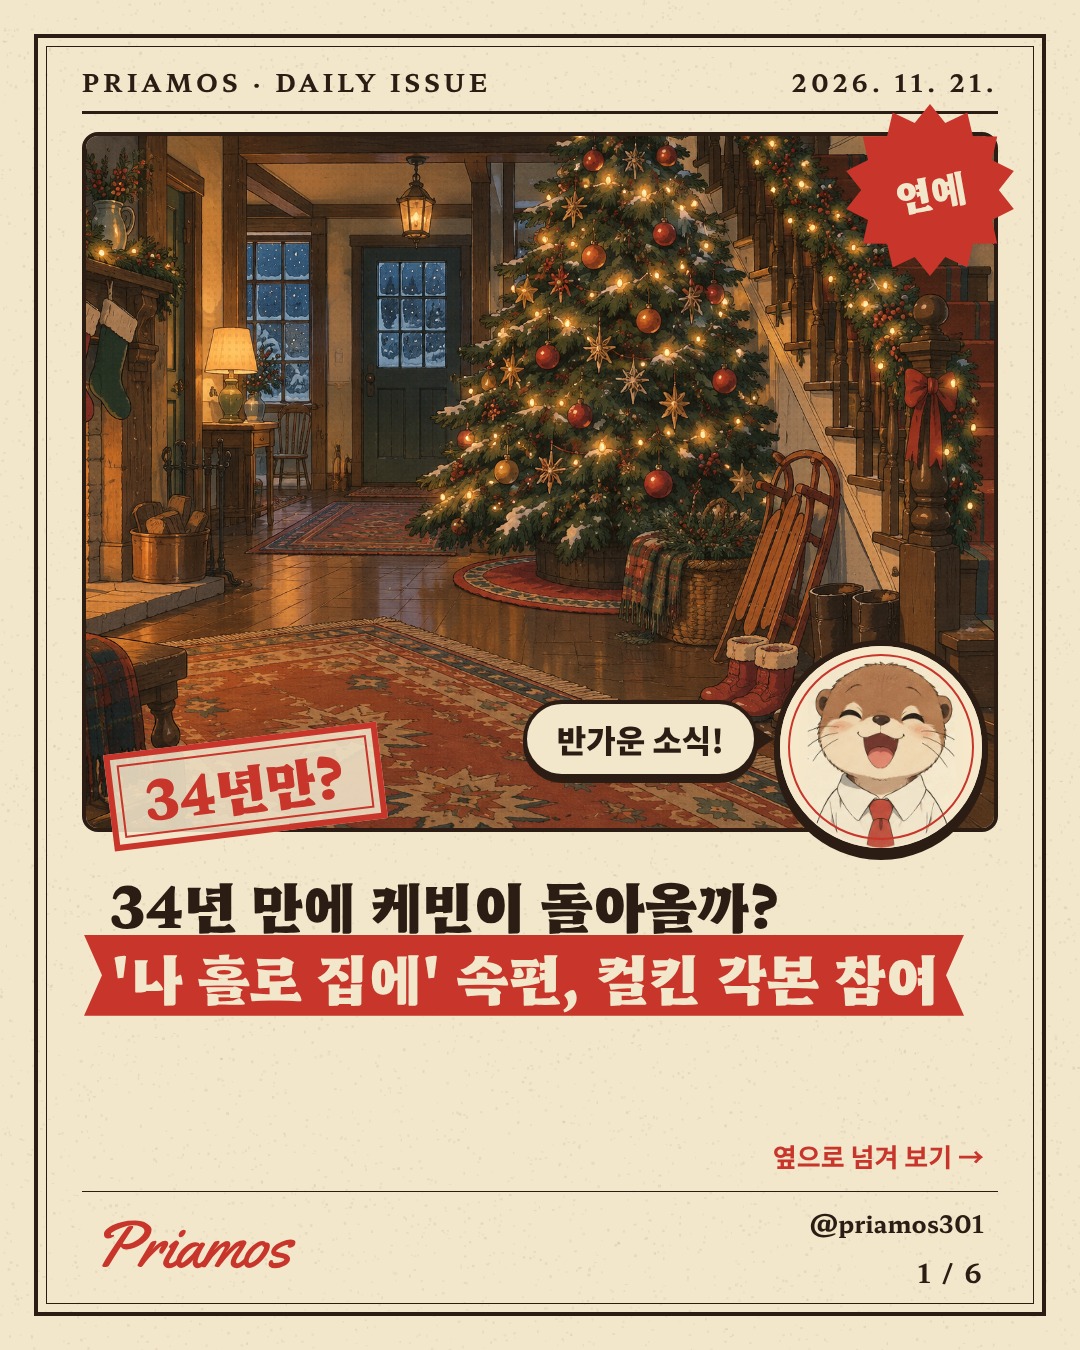 PRIAMOS · DAILY ISSUE
2026. 11. 21.
연예
반가운 소식!
34년만?
34년 만에 케빈이 돌아올까?
'나 홀로 집에' 속편, 컬킨 각본 참여
옆으로 넘겨 보기 →
Priamos
@priamos301
1 / 6